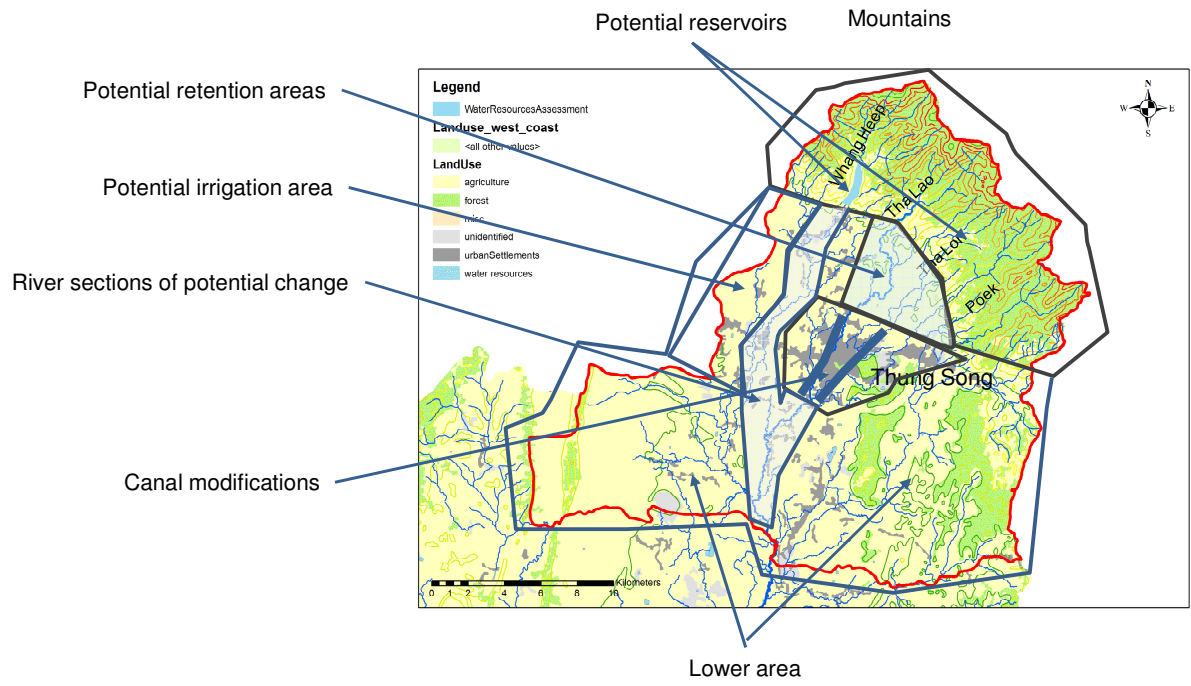 Potential reservoirs
Mountains
Potential retention areas
Potential irrigation area
River sections of potential change
Canal modifications
Lower area
Legend
WaterResourcesAssessment
Landuse_west_coast
<all other values>
LandUse
agriculture
forest
misc
unidentified
urbanSettlements
water resources
N
W E
S
Whang Heep
Tha Lao
Poek
Thung Song
Kilometers
0 1 2 4 6 8 10